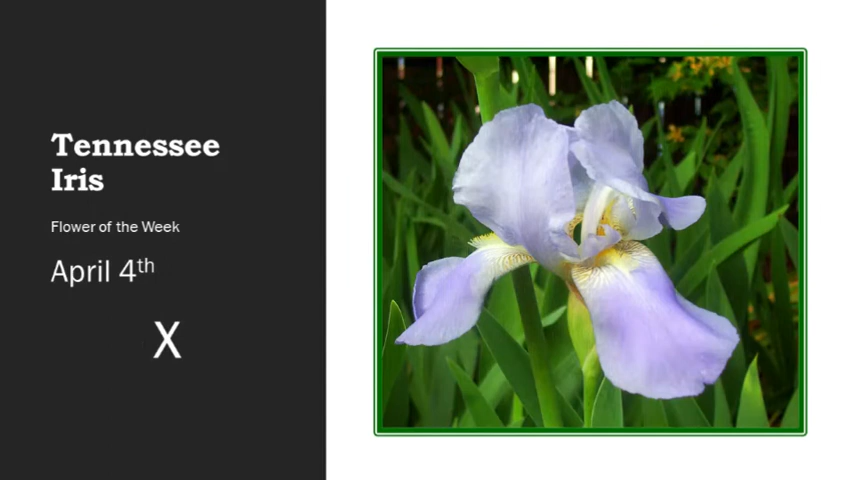 Tennessee
Iris
Flower of the Week
April 4th
X